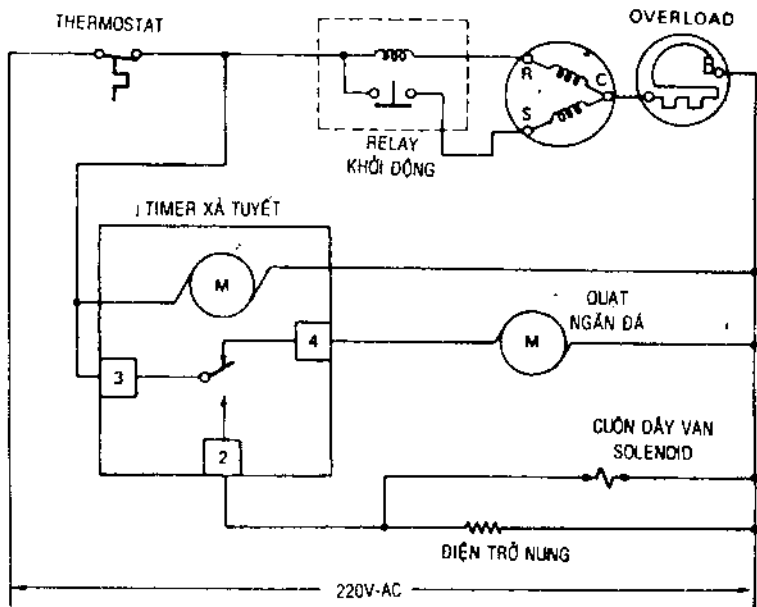 THERMOSTAT
OVERLOAD
R
C
B
S
RELAY
KHỞI ĐỘNG
TIMER XẢ TUYẾT
M
QUẠT
NGĂN ĐÁ
4
M
3
2
CUÔN DÂY VAN
SOLENOID
ĐIỆN TRỞ NUNG
220V-AC